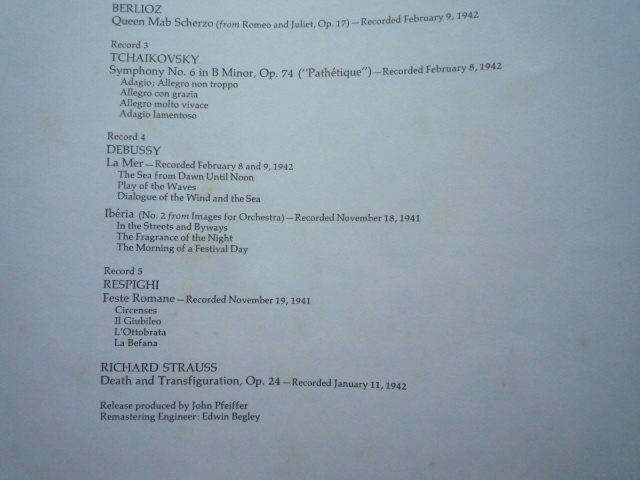 BERLIOZ
Queen Mab Scherzo (from Romeo and Juliet, Op. 17)—Recorded February 9, 1942
Record 3
TCHAIKOVSKY
Symphony No. 6 in B Minor, Op. 74 ("Pathétique")—Recorded February 8, 1942
Adagio; Allegro non troppo
Allegro con grazia
Allegro molto vivace
Adagio lamentoso
Record 4
DEBUSSY
La Mer—Recorded February 8 and 9, 1942
The Sea from Dawn Until Noon
Play of the Waves
Dialogue of the Wind and the Sea
Ibéria (No. 2 from Images for Orchestra)—Recorded November 18, 1941
In the Streets and Byways
The Fragrance of the Night
The Morning of a Festival Day
Record 5
RESPIGHI
Feste Romane—Recorded November 19, 1941
Circenses
Il Giubileo
L'Ottobrata
La Befana
RICHARD STRAUSS
Death and Transfiguration, Op. 24—Recorded January 11, 1942
Release produced by John Pfeiffer
Remastering Engineer: Edwin Begley